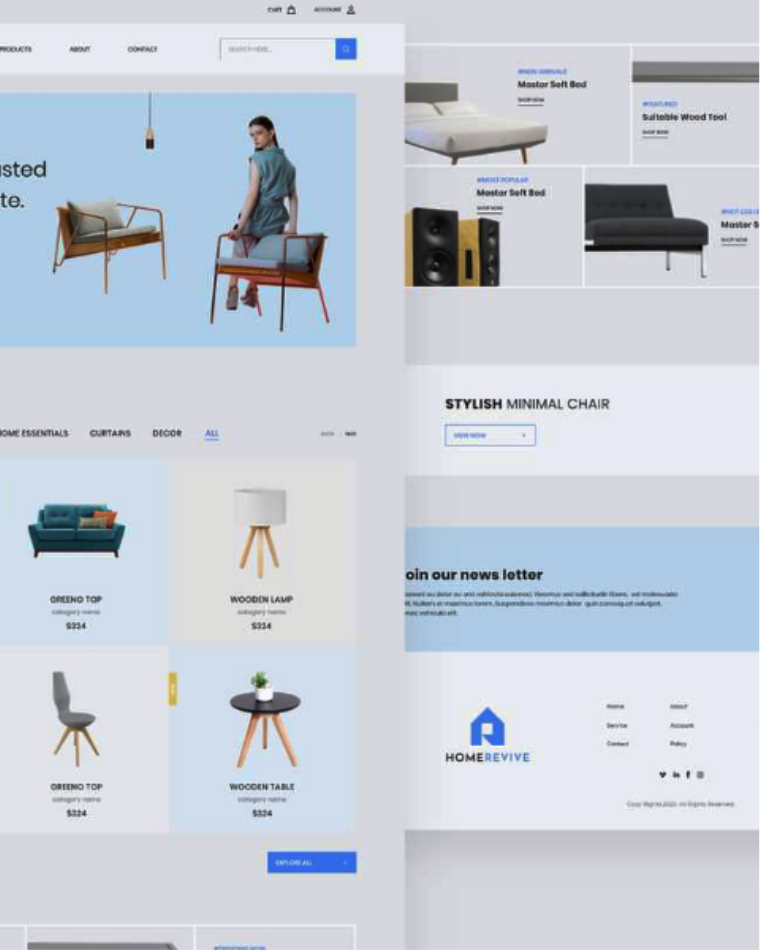 CART
ACCOUNT
PRODUCTS
ABOUT
CONTACT
SEARCH HERE...
usted
te.
HOME ESSENTIALS
CURTAINS
DECOR
ALL
NEXT
GREENO TOP
category name
$324
WOODEN LAMP
category name
$324
GREENO TOP
category name
$324
WOODEN TABLE
category name
$324
EXPLORE ALL
#TRENDING NOW
#NEW ARRIVALS
Master Soft Bed
SHOP NOW
#FEATURED
Suitable Wood Tool
SHOP NOW
#MOST POPULAR
Master Soft Bed
SHOP NOW
Master S
SHOP NOW
STYLISH MINIMAL CHAIR
VIEW NOW
oin our news letter
HOMEREVIVE
Home
About
Service
Account
Contact
Policy
Copy Rights 2020. All Rights Reserved.